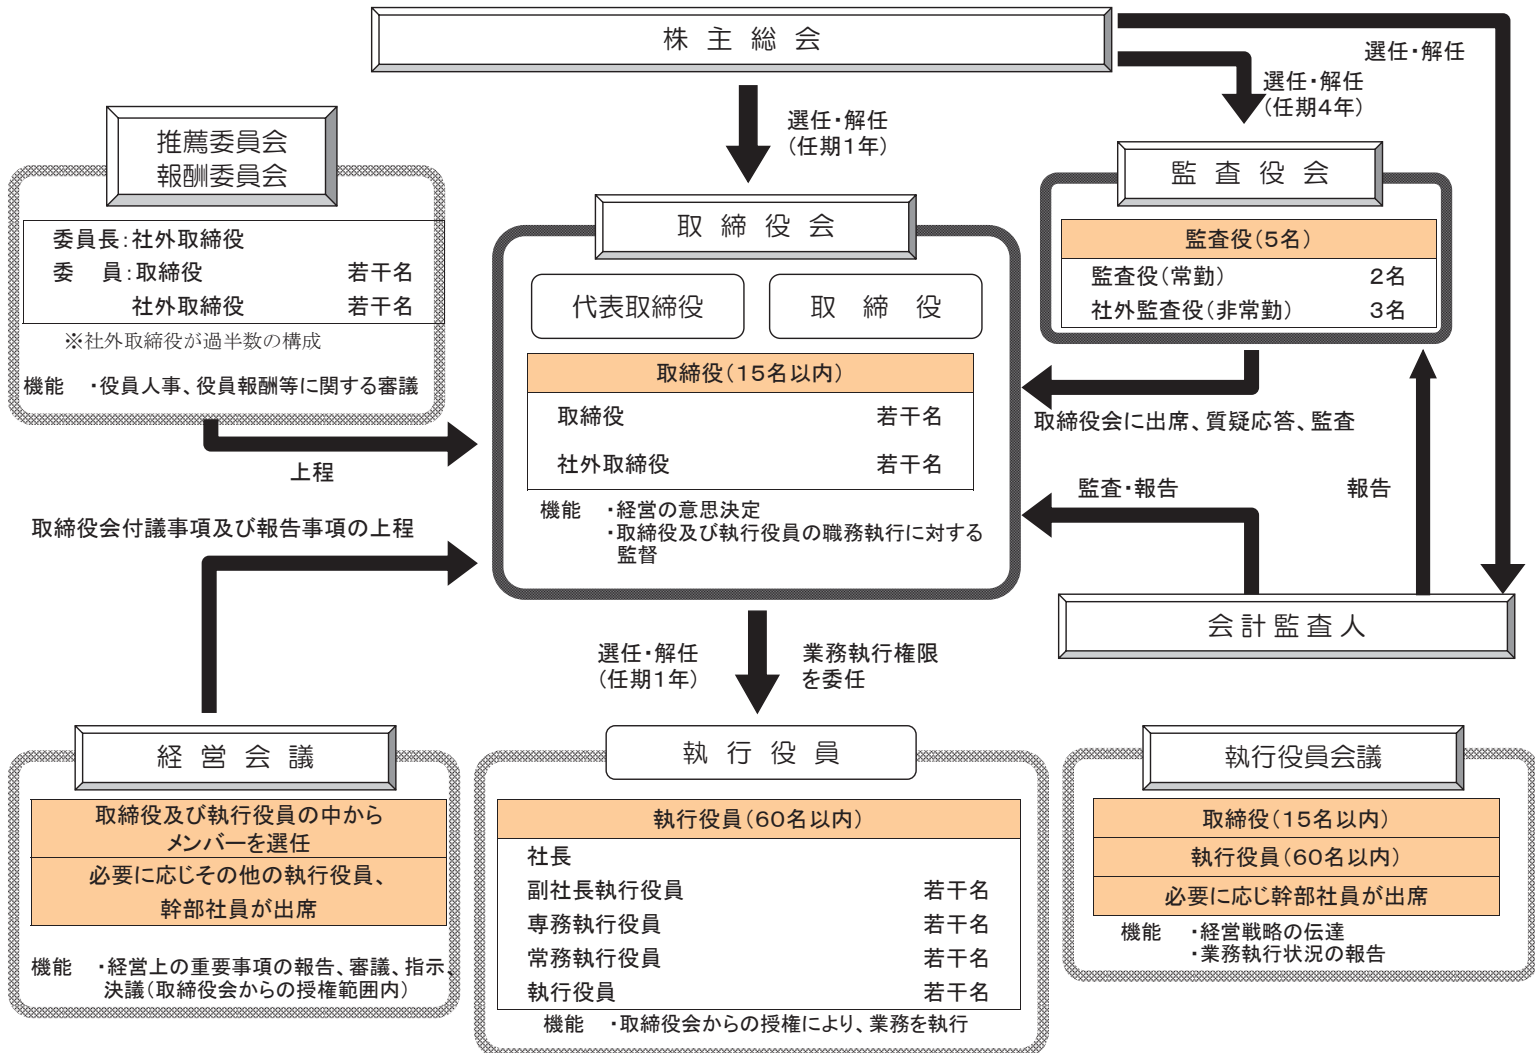 株主総会
選任・解任
選任・解任
(任期4年)
選任・解任
(任期1年)
推薦委員会
報酬委員会
委員長:社外取締役
委　員:取締役　若干名
社外取締役　若干名
※社外取締役が過半数の構成
機能　・役員人事、役員報酬等に関する審議
上程
取締役会付議事項及び報告事項の上程
取締役会
代表取締役　取締役
取締役(15名以内)
取締役　若干名
社外取締役　若干名
機能　・経営の意思決定
・取締役及び執行役員の職務執行に対する
監督
監査役会
監査役(5名)
監査役(常勤)　2名
社外監査役(非常勤)　3名
取締役会に出席、質疑応答、監査
監査・報告　報告
会計監査人
選任・解任
(任期1年)
業務執行権限
を委任
経営会議
取締役及び執行役員の中から
メンバーを選任
必要に応じその他の執行役員、
幹部社員が出席
機能　・経営上の重要事項の報告、審議、指示、
決議(取締役会からの授権範囲内)
執行役員
執行役員(60名以内)
社長
副社長執行役員　若干名
専務執行役員　若干名
常務執行役員　若干名
執行役員　若干名
機能　・取締役会からの授権により、業務を執行
執行役員会議
取締役(15名以内)
執行役員(60名以内)
必要に応じ幹部社員が出席
機能　・経営戦略の伝達
・業務執行状況の報告